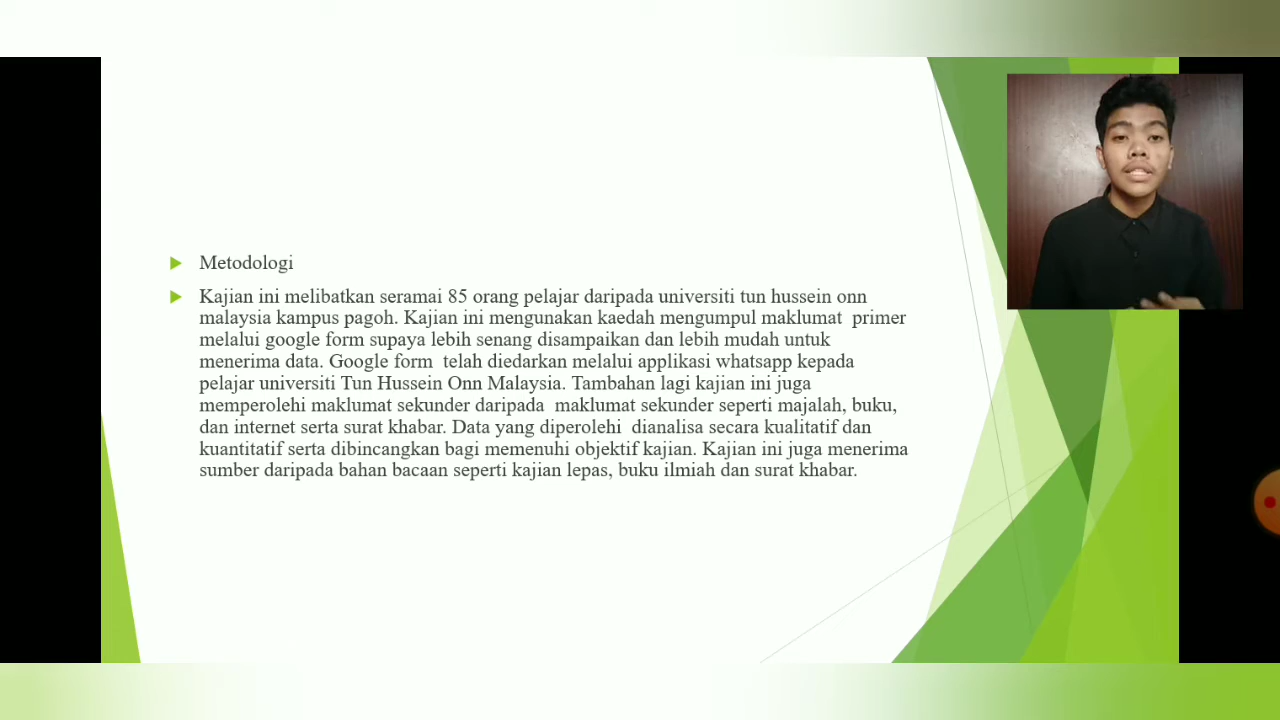 Metodologi
Kajian ini melibatkan seramai 85 orang pelajar daripada universiti tun hussein onn
malaysia kampus pagoh. Kajian ini mengunakan kaedah mengumpul maklumat  primer
melalui google form supaya lebih senang disampaikan dan lebih mudah untuk
menerima data. Google form  telah diedarkan melalui applikasi whatsapp kepada
pelajar universiti Tun Hussein Onn Malaysia. Tambahan lagi kajian ini juga
memperolehi maklumat sekunder daripada  maklumat sekunder seperti majalah, buku,
dan internet serta surat khabar. Data yang diperolehi  dianalisa secara kualitatif dan
kuantitatif serta dibincangkan bagi memenuhi objektif kajian. Kajian ini juga menerima
sumber daripada bahan bacaan seperti kajian lepas, buku ilmiah dan surat khabar.